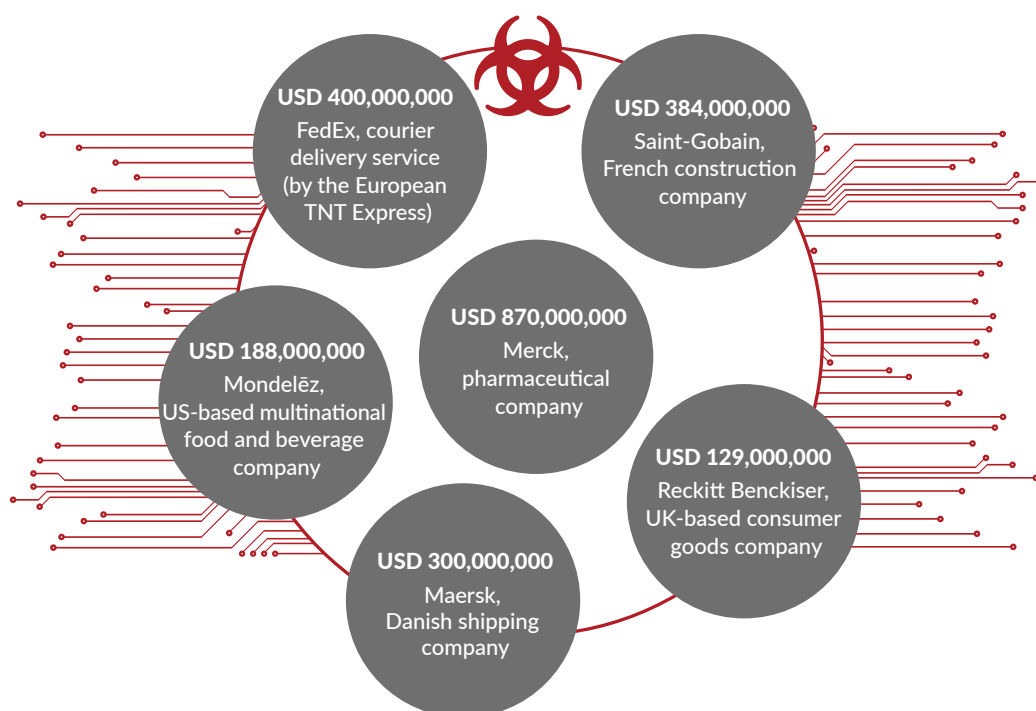 USD 400,000,000
FedEx, courier
delivery service
(by the European
TNT Express)
USD 384,000,000
Saint-Gobain,
French construction
company
USD 870,000,000
Merck,
pharmaceutical
company
USD 188,000,000
Mondelēz,
US-based multinational
food and beverage
company
USD 129,000,000
Reckitt Benckiser,
UK-based consumer
goods company
USD 300,000,000
Maersk,
Danish shipping
company